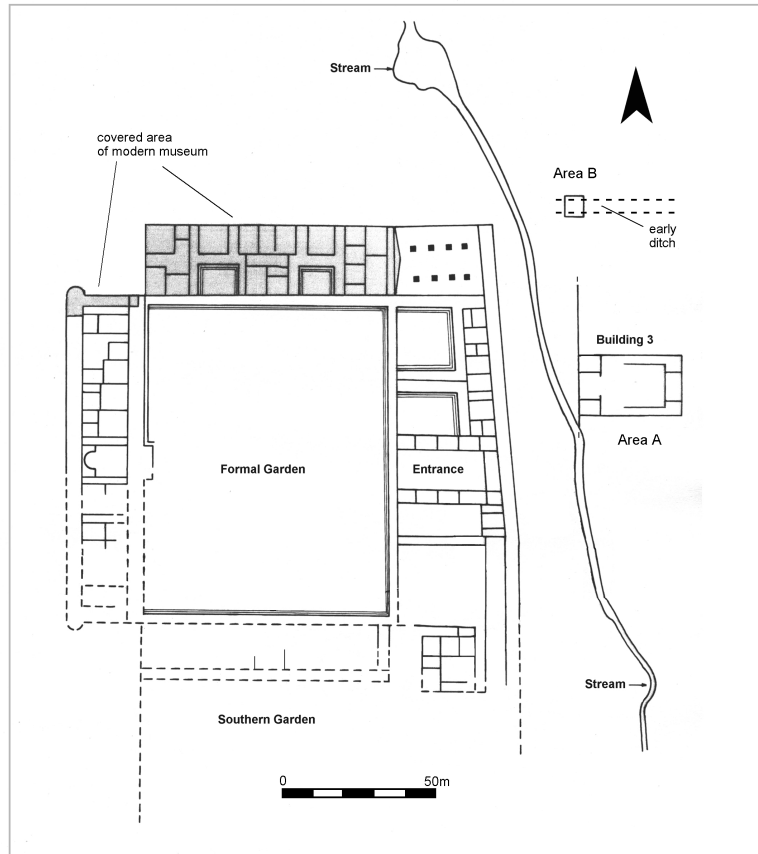 Stream
covered area
of modern museum
Area B
early
ditch
Building 3
Area A
Formal Garden
Entrance
Stream
Southern Garden
0 50m